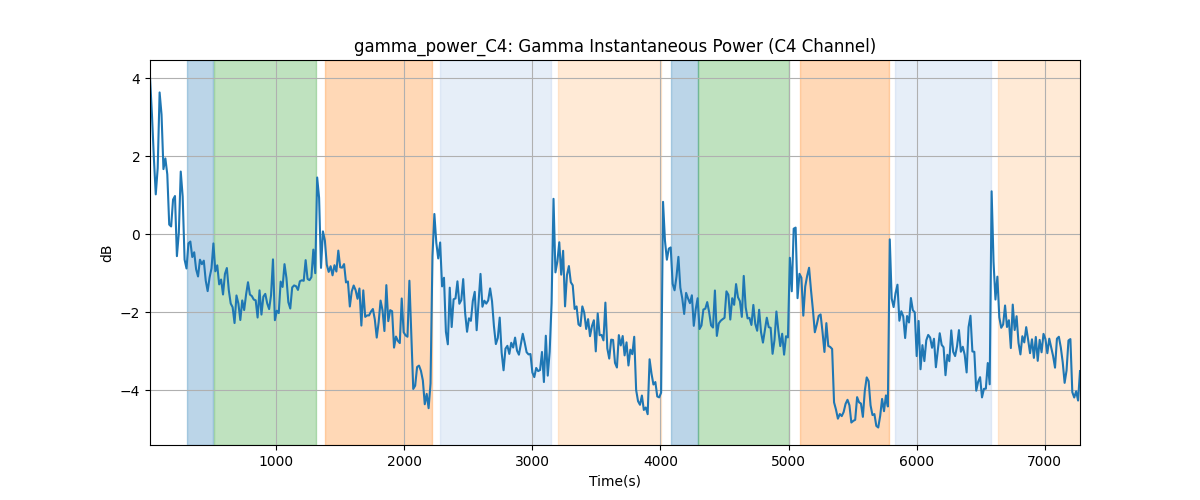 gamma_power_C4: Gamma Instantaneous Power (C4 Channel)
dB
4
2
0
−2
−4
1000 2000 3000 4000 5000 6000 7000
Time(s)